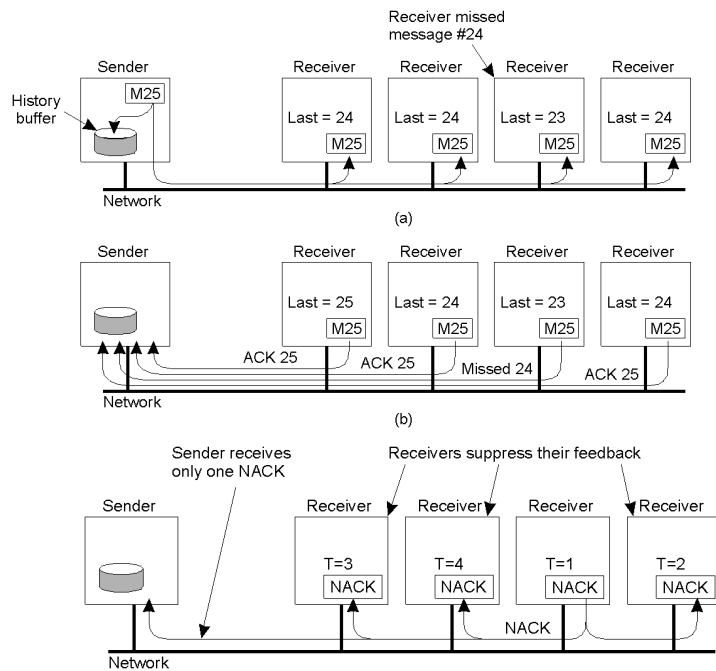 Receiver missed
message #24
Sender
Receiver
Receiver
Receiver
Receiver
History
buffer
M25
Last = 24
Last = 24
Last = 23
Last = 24
M25
M25
M25
M25
Network
(a)
Sender
Receiver
Receiver
Receiver
Receiver
Last = 25
Last = 24
Last = 23
Last = 24
M25
M25
M25
M25
ACK 25
ACK 25
Missed 24
ACK 25
Network
(b)
Sender receives
only one NACK
Receivers suppress their feedback
Sender
Receiver
Receiver
Receiver
Receiver
T=3
T=4
T=1
T=2
NACK
NACK
NACK
NACK
NACK
Network